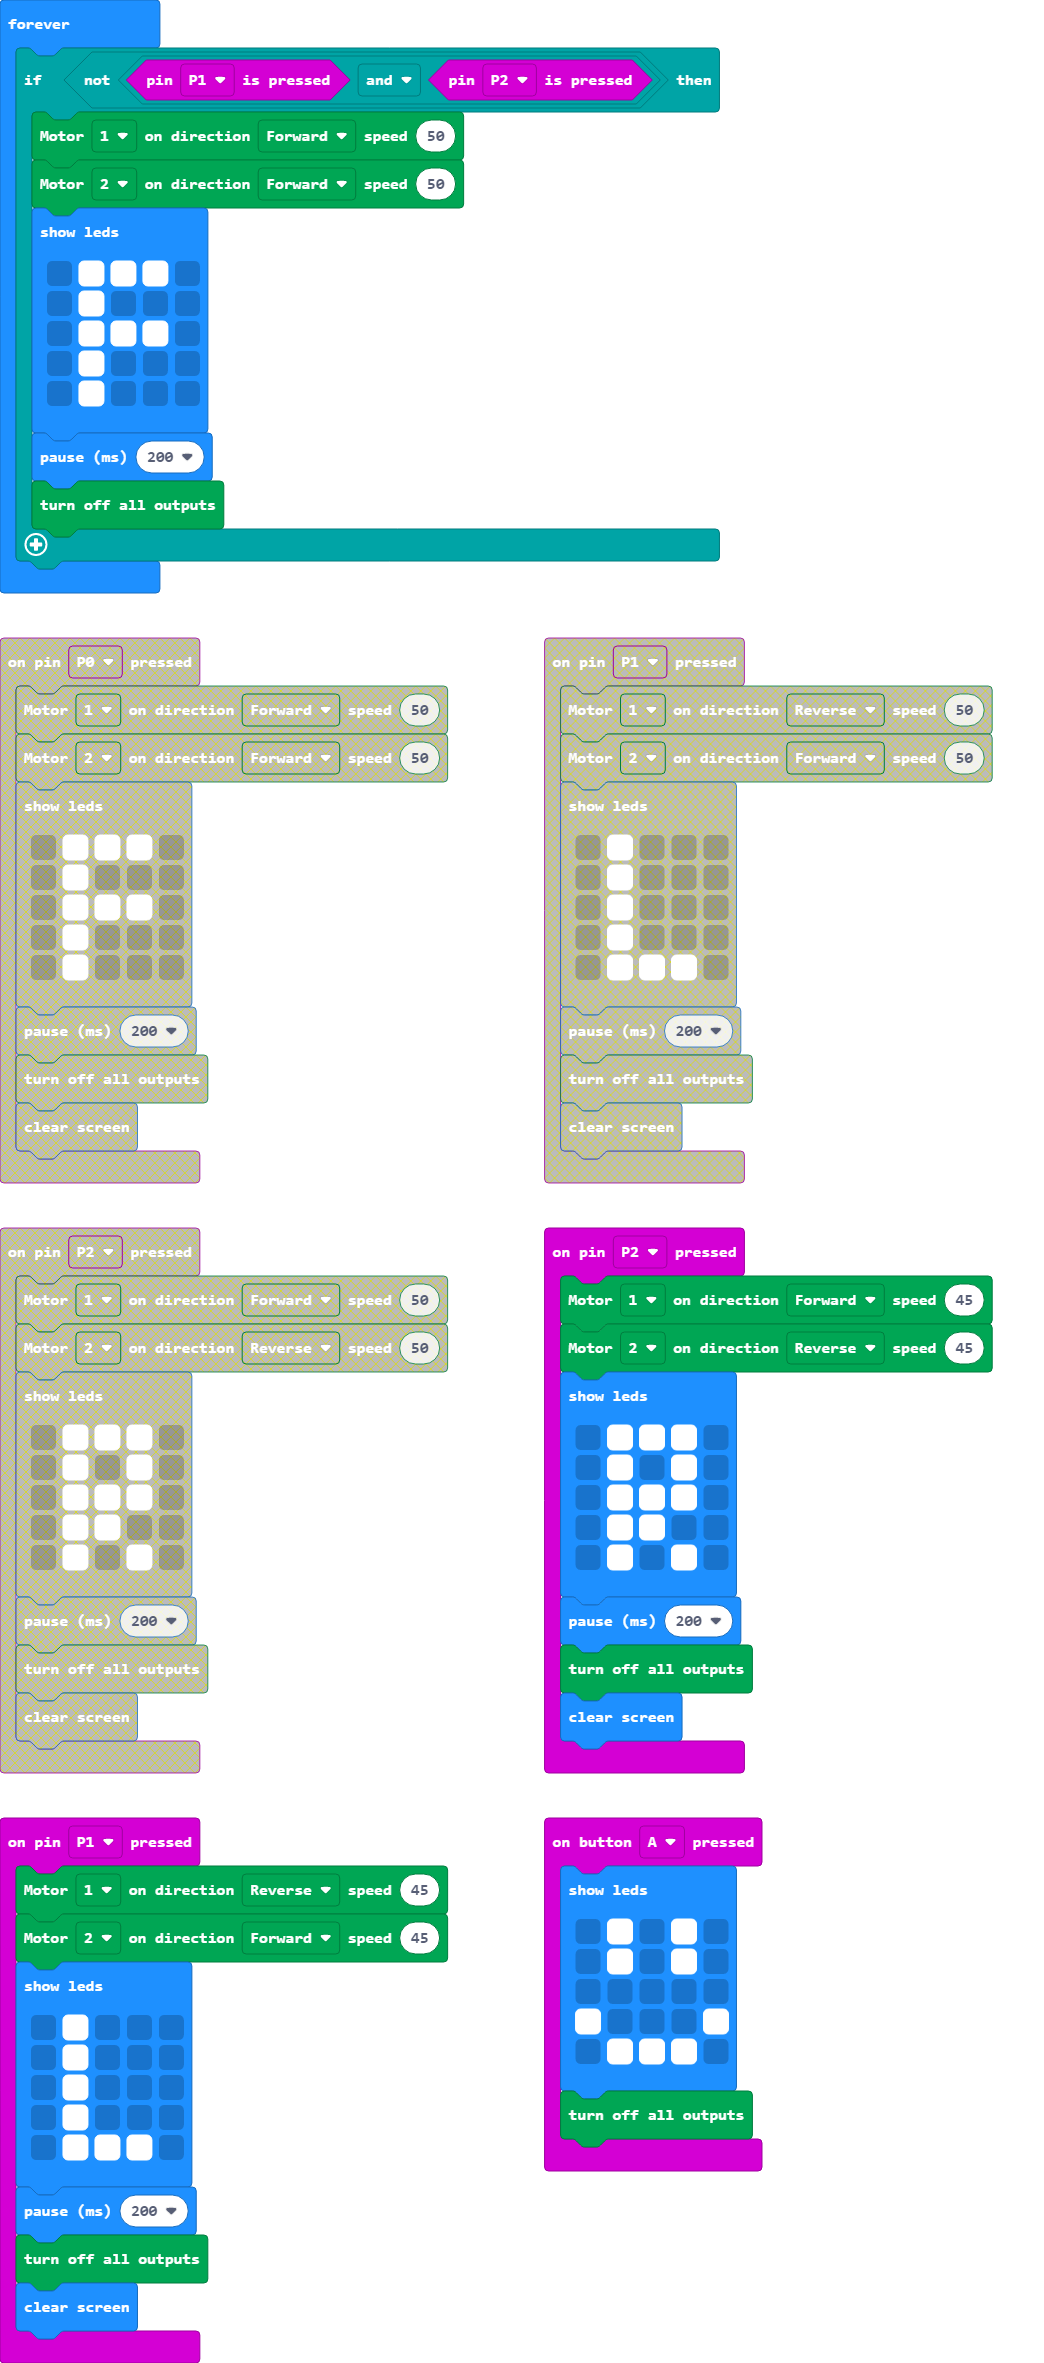 forever
if not pin P1 is pressed and pin P2 is pressed then
Motor 1 on direction Forward speed 50
Motor 2 on direction Forward speed 50
show leds
pause (ms) 200
turn off all outputs
on pin P0 pressed
Motor 1 on direction Forward speed 50
Motor 2 on direction Forward speed 50
show leds
pause (ms) 200
turn off all outputs
clear screen
on pin P1 pressed
Motor 1 on direction Reverse speed 50
Motor 2 on direction Forward speed 50
show leds
pause (ms) 200
turn off all outputs
clear screen
on pin P2 pressed
Motor 1 on direction Forward speed 50
Motor 2 on direction Reverse speed 50
show leds
pause (ms) 200
turn off all outputs
clear screen
on pin P2 pressed
Motor 1 on direction Forward speed 45
Motor 2 on direction Reverse speed 45
show leds
pause (ms) 200
turn off all outputs
clear screen
on pin P1 pressed
Motor 1 on direction Reverse speed 45
Motor 2 on direction Forward speed 45
show leds
pause (ms) 200
turn off all outputs
clear screen
on button A pressed
show leds
turn off all outputs